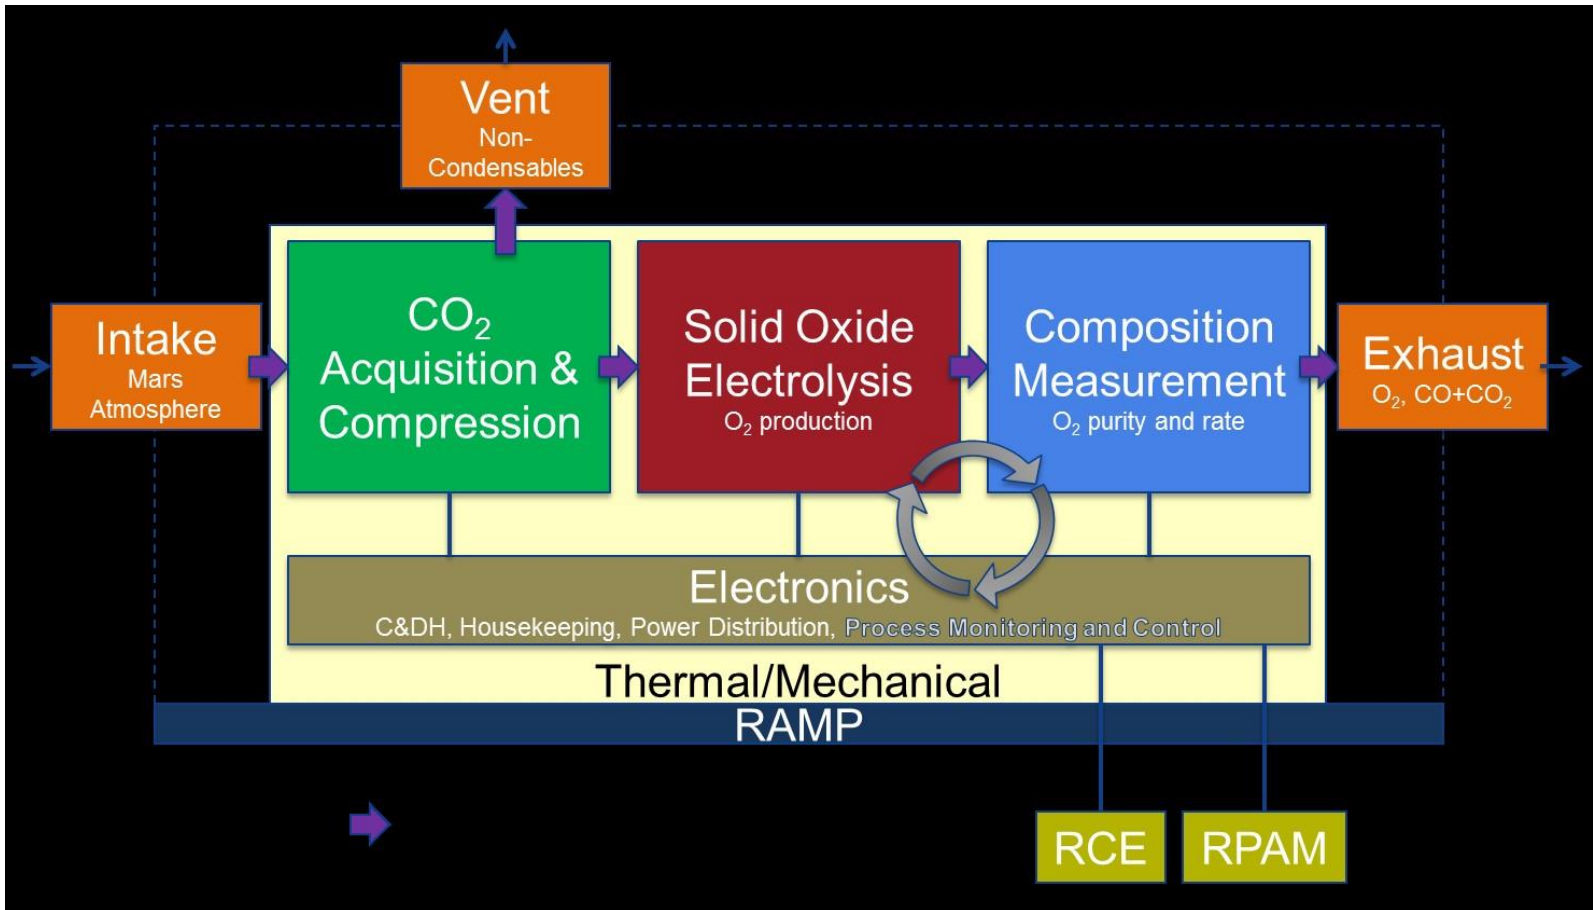 Vent
Non-
Condensables
Intake
Mars
Atmosphere
CO₂
Acquisition &
Compression
Solid Oxide
Electrolysis
O₂ production
Composition
Measurement
O₂ purity and rate
Exhaust
O₂, CO+CO₂
Electronics
C&DH, Housekeeping, Power Distribution, Process Monitoring and Control
Thermal/Mechanical
RAMP
RCE
RPAM